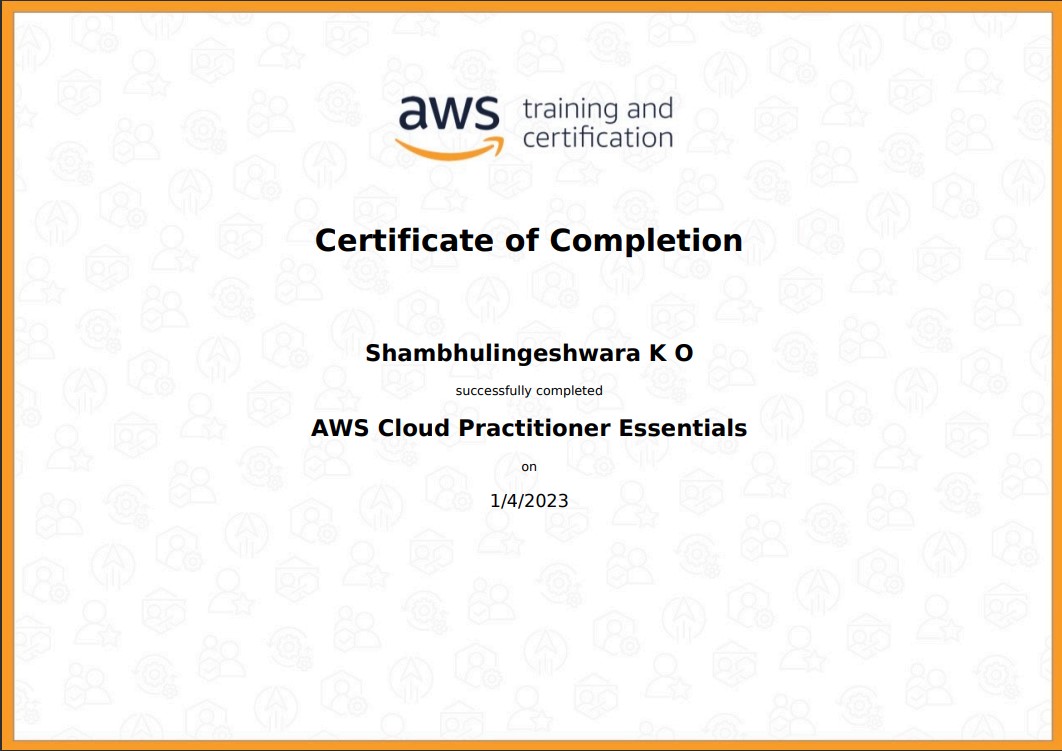 aws training and
certification
Certificate of Completion
Shambhulingeshwara K O
successfully completed
AWS Cloud Practitioner Essentials
on
1/4/2023